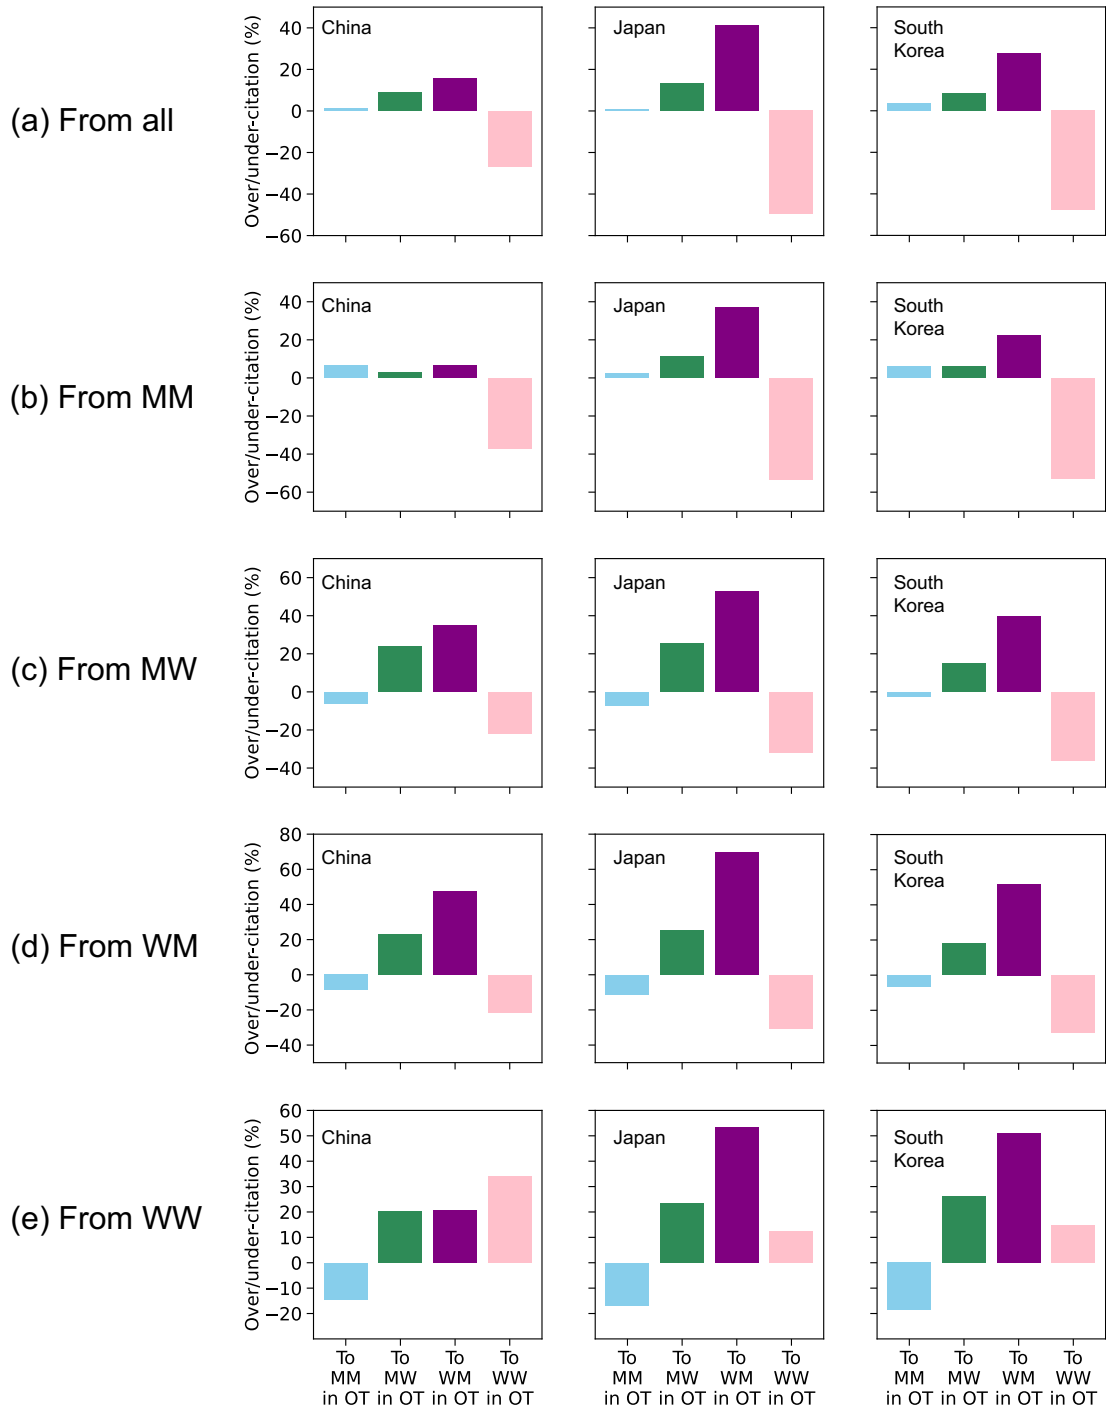 (a) From all
Over/under-citation (%)
40
20
0
−20
−40
−60
China
Japan
South
Korea
(b) From MM
Over/under-citation (%)
40
20
0
−20
−40
−60
China
Japan
South
Korea
(c) From MW
Over/under-citation (%)
60
40
20
0
−20
−40
China
Japan
South
Korea
(d) From WM
Over/under-citation (%)
80
60
40
20
0
−20
−40
China
Japan
South
Korea
(e) From WW
Over/under-citation (%)
60
50
40
30
20
10
0
−10
−20
China
Japan
South
Korea
To To To To To To To To To To To To
MM MW WM WW MM MW WM WW MM MW WM WW
in OT in OT in OT in OT in OT in OT in OT in OT in OT in OT in OT in OT